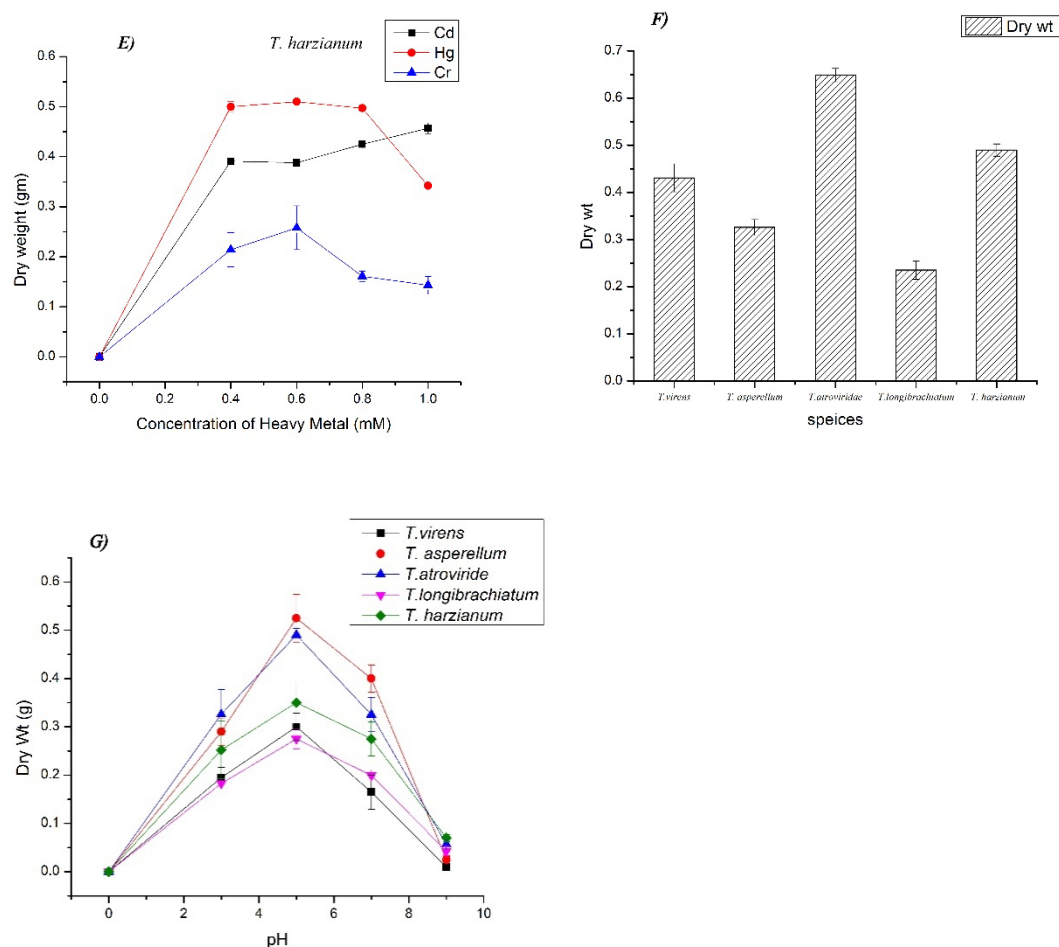 E)
T. harzianum
Cd
Hg
Cr
0.6
0.5
0.4
0.3
0.2
0.1
0.0
Dry weight (gm)
0.0 0.2 0.4 0.6 0.8 1.0
Concentration of Heavy Metal (mM)
F)
Dry wt
0.7
0.6
0.5
0.4
0.3
0.2
0.1
0.0
Dry wt
T.virens T. asperellum T.atroviridae T.longibrachiatum T. harzianum
speices
G)
T.virens
T. asperellum
T.atroviride
T.longibrachiatum
T. harzianum
0.6
0.5
0.4
0.3
0.2
0.1
0.0
Dry Wt (g)
0 2 4 6 8 10
pH